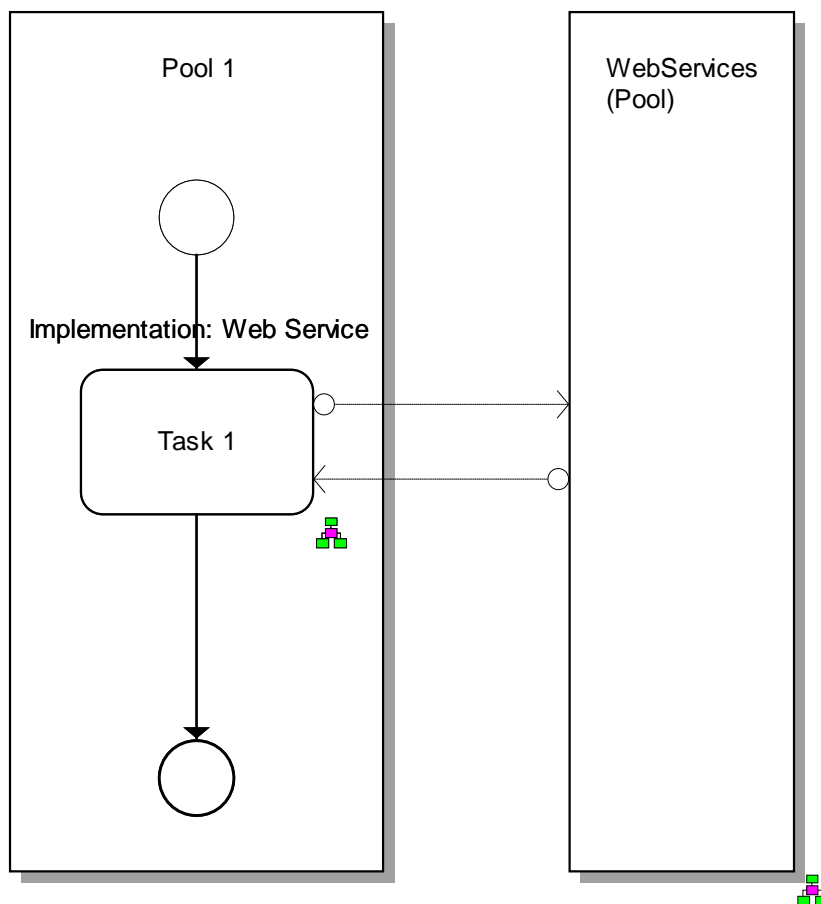 Pool 1
WebServices
(Pool)
Implementation: Web Service
Task 1